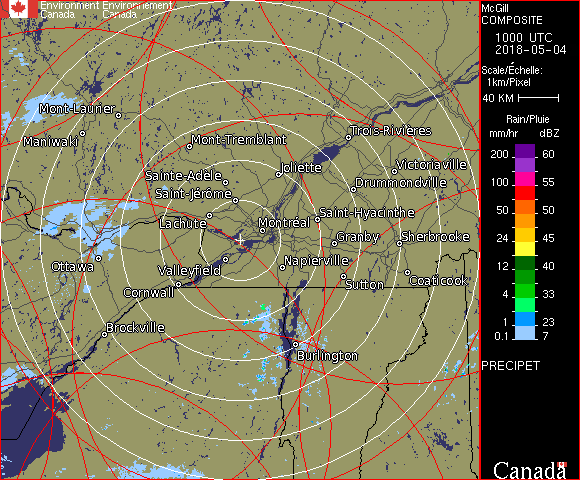 Environment Environnement
Canada Canada
McGill
COMPOSITE
1000 UTC
2018-05-04
Scale/Échelle:
1km/Pixel
40 KM
Rain/Pluie
mm/hr dBZ
200 60
100 55
50 50
24 45
12 40
4 33
1 23
0.1 7
PRECIPET
Canada
Mont-Laurier
Maniwaki
Mont-Tremblant
Trois-Rivières
Sainte-Adèle
Joliette
Victoriaville
Saint-Jérôme
Drummondville
Lachute
Montréal
Saint-Hyacinthe
Granby
Sherbrooke
Ottawa
Valleyfield
Napierville
Cornwall
Sutton
Coaticook
Brockville
Burlington